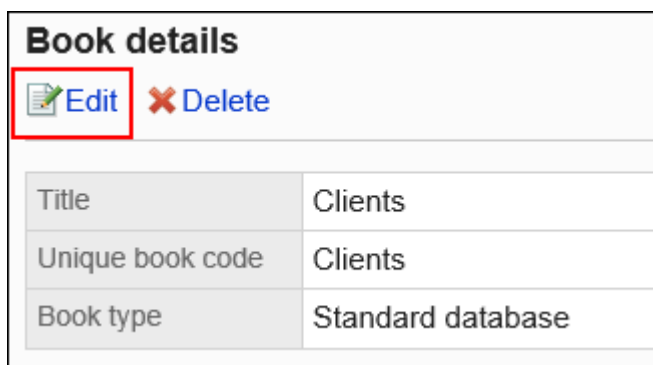 Book details
Edit Delete
Title Clients
Unique book code Clients
Book type Standard database